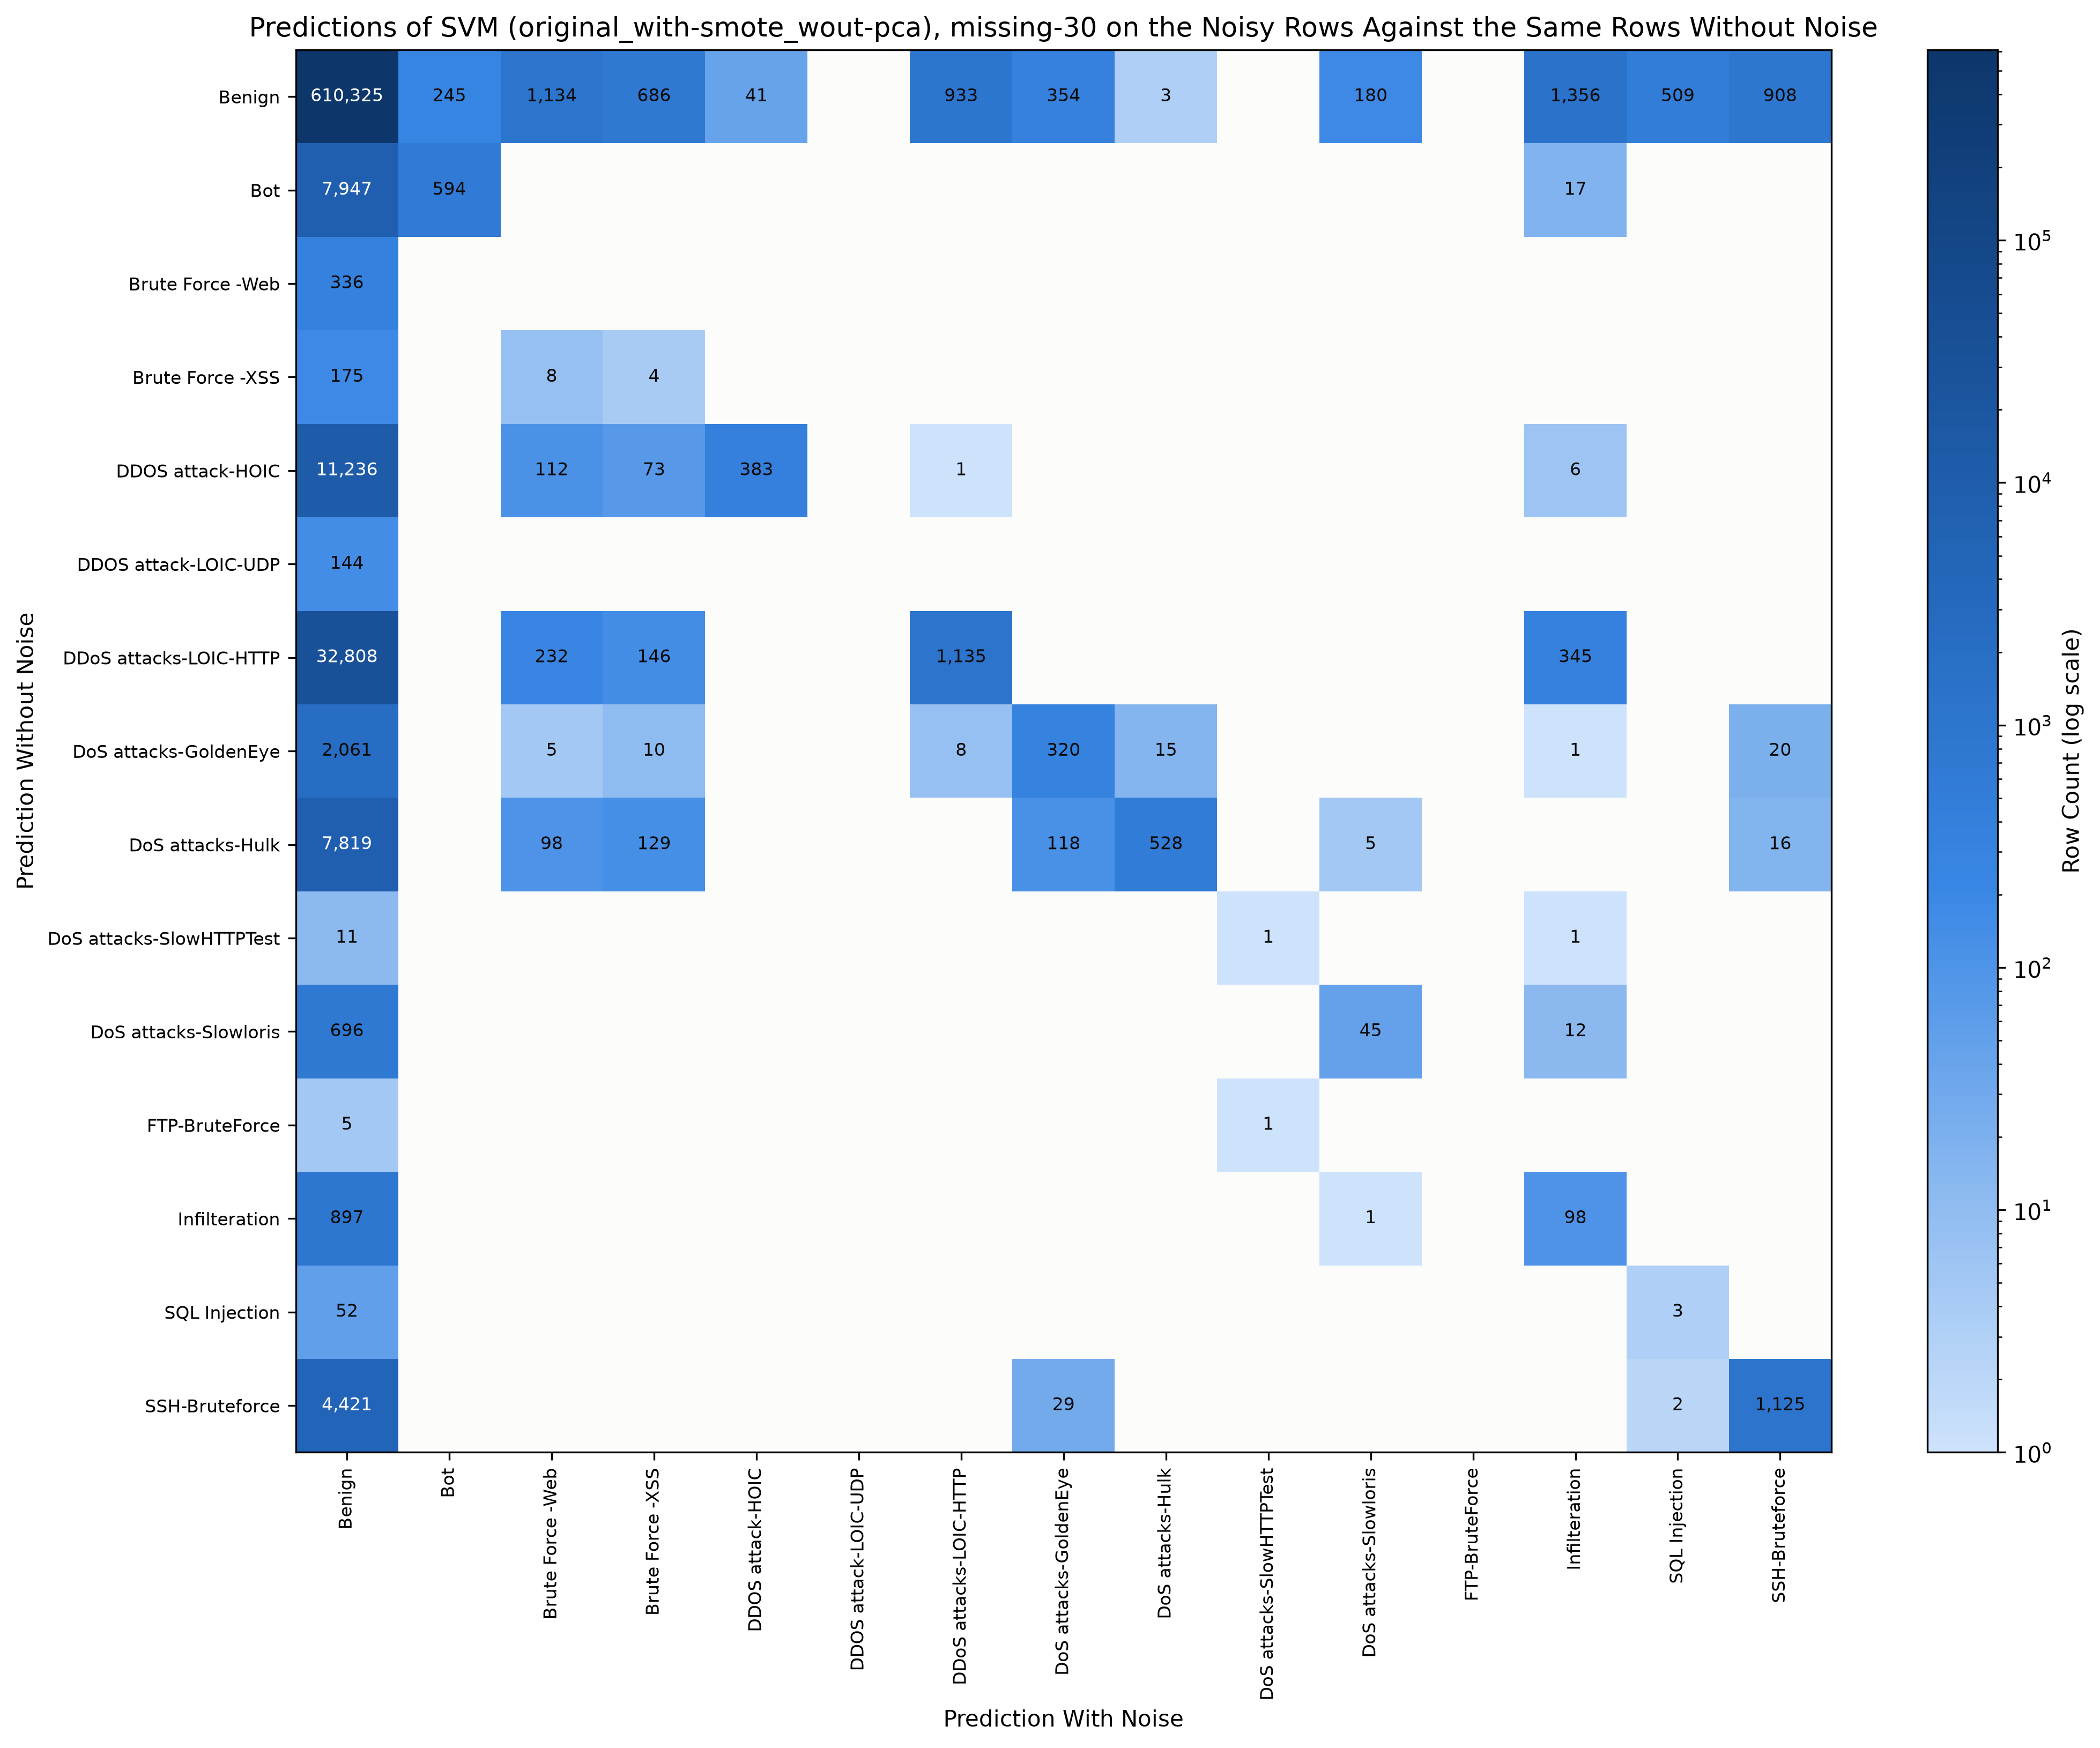 Predictions of SVM (original_with-smote_wout-pca), missing-30 on the Noisy Rows Against the Same Rows Without Noise
Prediction Without Noise
Benign 610,325 245 1,134 686 41 933 354 3 180 1,356 509 908
Bot 7,947 594 17
Brute Force -Web 336
Brute Force -XSS 175 8 4
DDOS attack-HOIC 11,236 112 73 383 1 6
DDOS attack-LOIC-UDP 144
DDoS attacks-LOIC-HTTP 32,808 232 146 1,135 345
DoS attacks-GoldenEye 2,061 5 10 8 320 15 1 20
DoS attacks-Hulk 7,819 98 129 118 528 5 16
DoS attacks-SlowHTTPTest 11 1 1
DoS attacks-Slowloris 696 45 12
FTP-BruteForce 5 1
Infilteration 897 1 98
SQL Injection 52 3
SSH-Bruteforce 4,421 29 2 1,125
Benign
Bot
Brute Force -Web
Brute Force -XSS
DDOS attack-HOIC
DDOS attack-LOIC-UDP
DDoS attacks-LOIC-HTTP
DoS attacks-GoldenEye
DoS attacks-Hulk
DoS attacks-SlowHTTPTest
DoS attacks-Slowloris
FTP-BruteForce
Infilteration
SQL Injection
SSH-Bruteforce
Prediction With Noise
10⁵
10⁴
10³
10²
10¹
10⁰
Row Count (log scale)